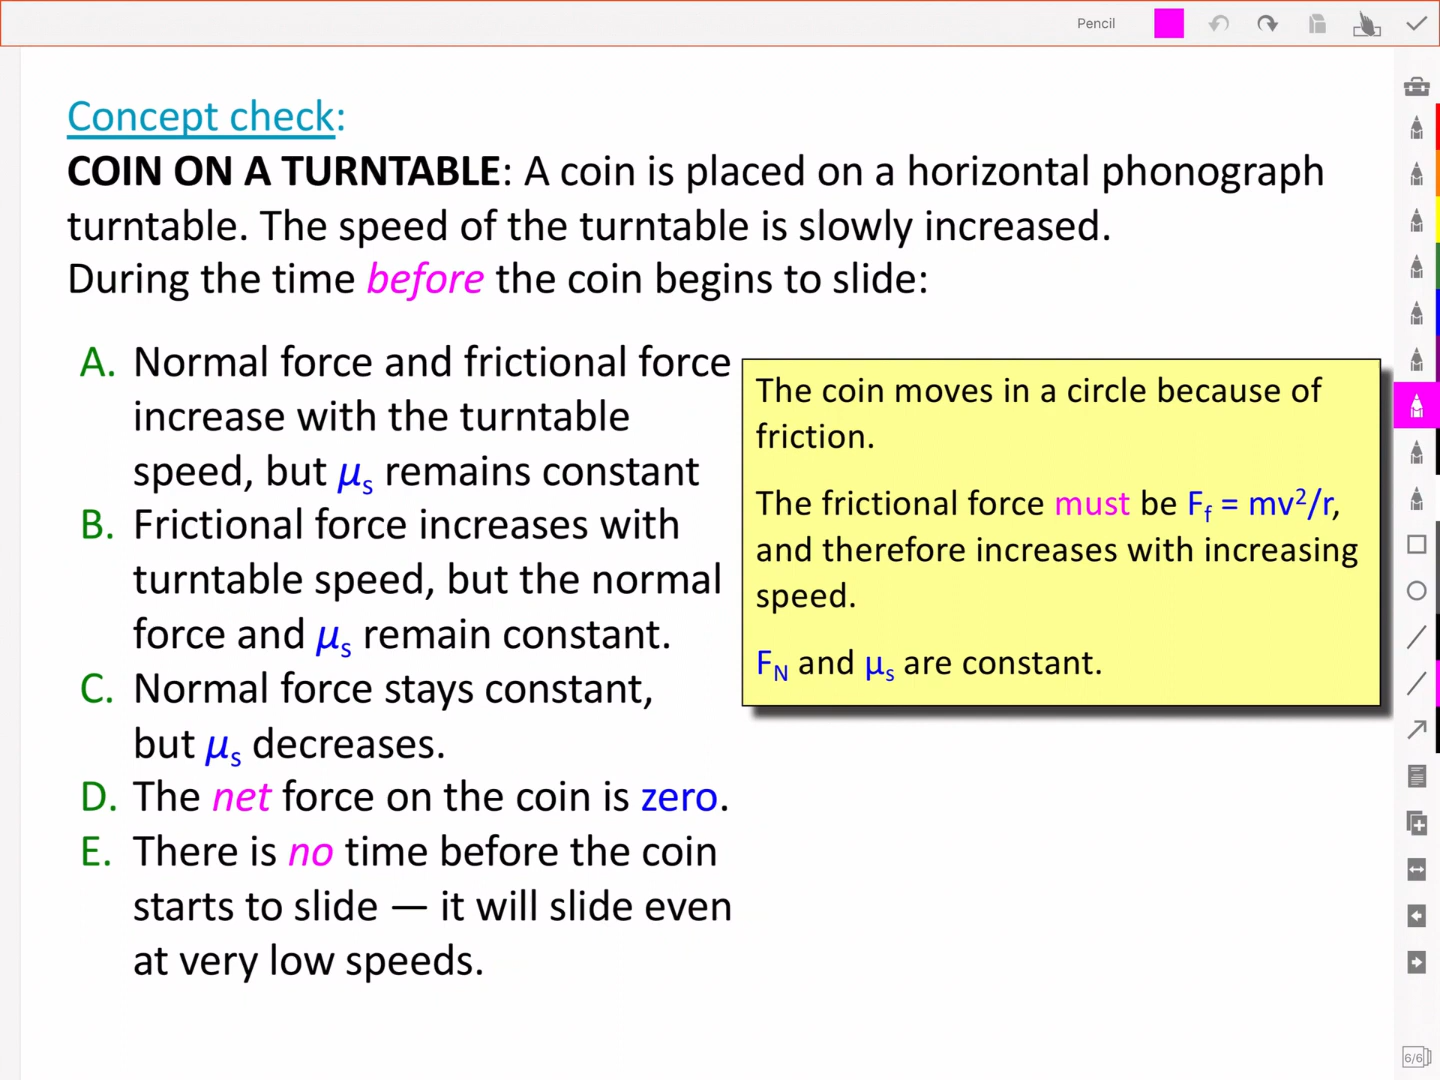 Pencil
Concept check:
COIN ON A TURNTABLE: A coin is placed on a horizontal phonograph
turntable. The speed of the turntable is slowly increased.
During the time before the coin begins to slide:
A. Normal force and frictional force
increase with the turntable
speed, but μₛ remains constant
B. Frictional force increases with
turntable speed, but the normal
force and μₛ remain constant.
C. Normal force stays constant,
but μₛ decreases.
D. The net force on the coin is zero.
E. There is no time before the coin
starts to slide — it will slide even
at very low speeds.
The coin moves in a circle because of
friction.
The frictional force must be F_f = mv²/r,
and therefore increases with increasing
speed.
F_N and μₛ are constant.
6/6